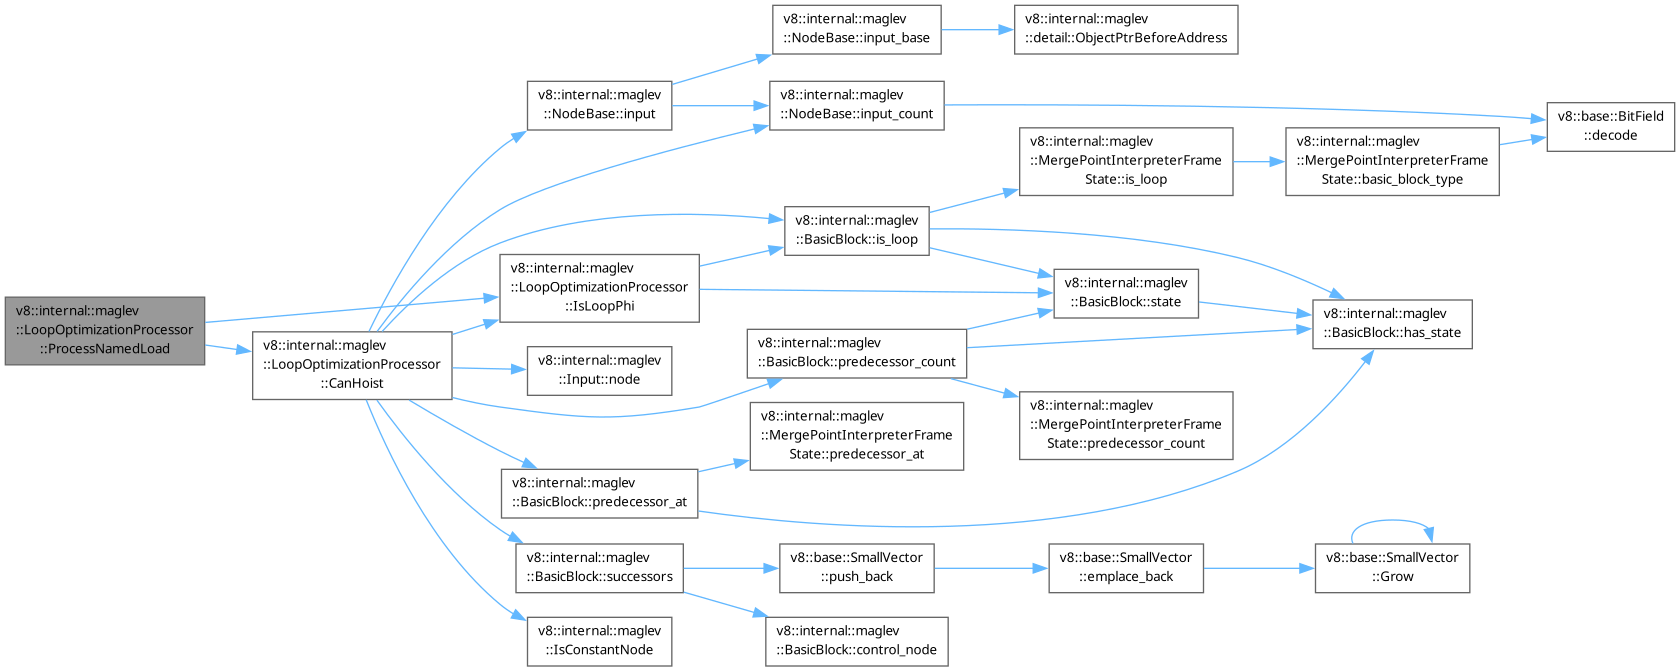 v8::internal::maglev
::NodeBase::input_base
v8::internal::maglev
::detail::ObjectPtrBeforeAddress
v8::internal::maglev
::NodeBase::input
v8::internal::maglev
::NodeBase::input_count
v8::base::BitField
::decode
v8::internal::maglev
::MergePointInterpreterFrame
State::is_loop
v8::internal::maglev
::MergePointInterpreterFrame
State::basic_block_type
v8::internal::maglev
::BasicBlock::is_loop
v8::internal::maglev
::LoopOptimizationProcessor
::IsLoopPhi
v8::internal::maglev
::BasicBlock::state
v8::internal::maglev
::LoopOptimizationProcessor
::ProcessNamedLoad
v8::internal::maglev
::BasicBlock::has_state
v8::internal::maglev
::LoopOptimizationProcessor
::CanHoist
v8::internal::maglev
::BasicBlock::predecessor_count
v8::internal::maglev
::Input::node
v8::internal::maglev
::MergePointInterpreterFrame
State::predecessor_count
v8::internal::maglev
::MergePointInterpreterFrame
State::predecessor_at
v8::internal::maglev
::BasicBlock::predecessor_at
v8::internal::maglev
::BasicBlock::successors
v8::base::SmallVector
::push_back
v8::base::SmallVector
::emplace_back
v8::base::SmallVector
::Grow
v8::internal::maglev
::IsConstantNode
v8::internal::maglev
::BasicBlock::control_node